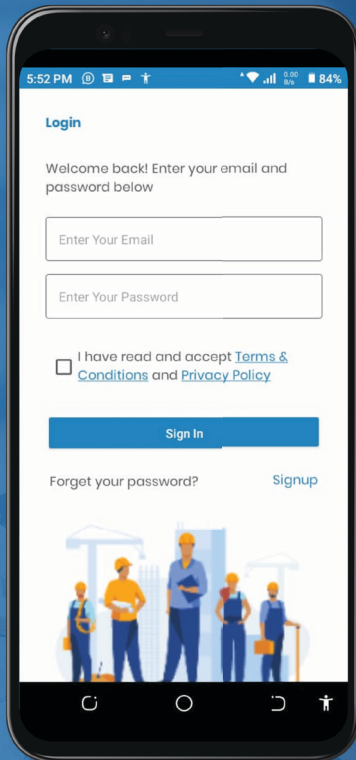 5:52 PM 0.00 B/s 84%
Login
Welcome back! Enter your email and
password below
Enter Your Email
Enter Your Password
I have read and accept Terms &
Conditions and Privacy Policy
Sign In
Forget your password? Signup